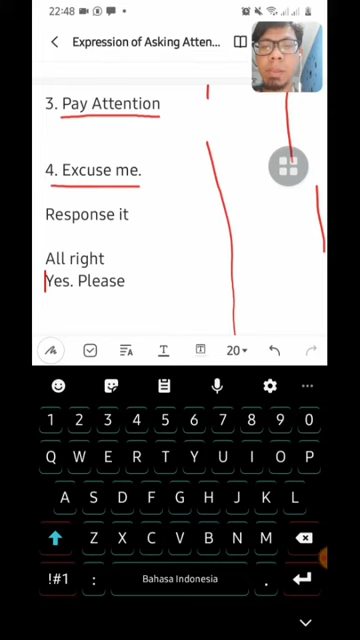 22:48
Expression of Asking Atten...
3. Pay Attention
4. Excuse me.
Response it
All right
Yes. Please
T
20
1 2 3 4 5 6 7 8 9 0
Q W E R T Y U I O P
A S D F G H J K L
Z X C V B N M
!#1 : Bahasa Indonesia .